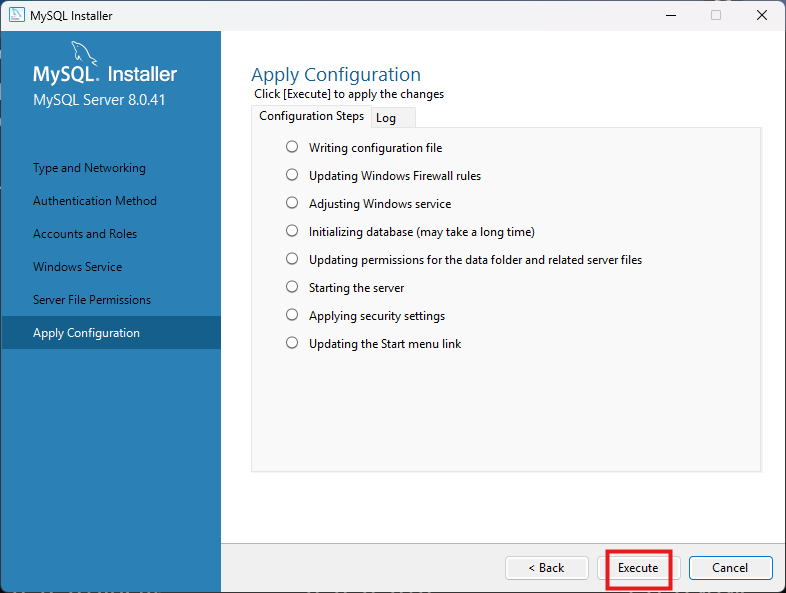 MySQL Installer
MySQL. Installer
MySQL Server 8.0.41
Type and Networking
Authentication Method
Accounts and Roles
Windows Service
Server File Permissions
Apply Configuration
Apply Configuration
Click [Execute] to apply the changes
Configuration Steps Log
Writing configuration file
Updating Windows Firewall rules
Adjusting Windows service
Initializing database (may take a long time)
Updating permissions for the data folder and related server files
Starting the server
Applying security settings
Updating the Start menu link
< Back Execute Cancel